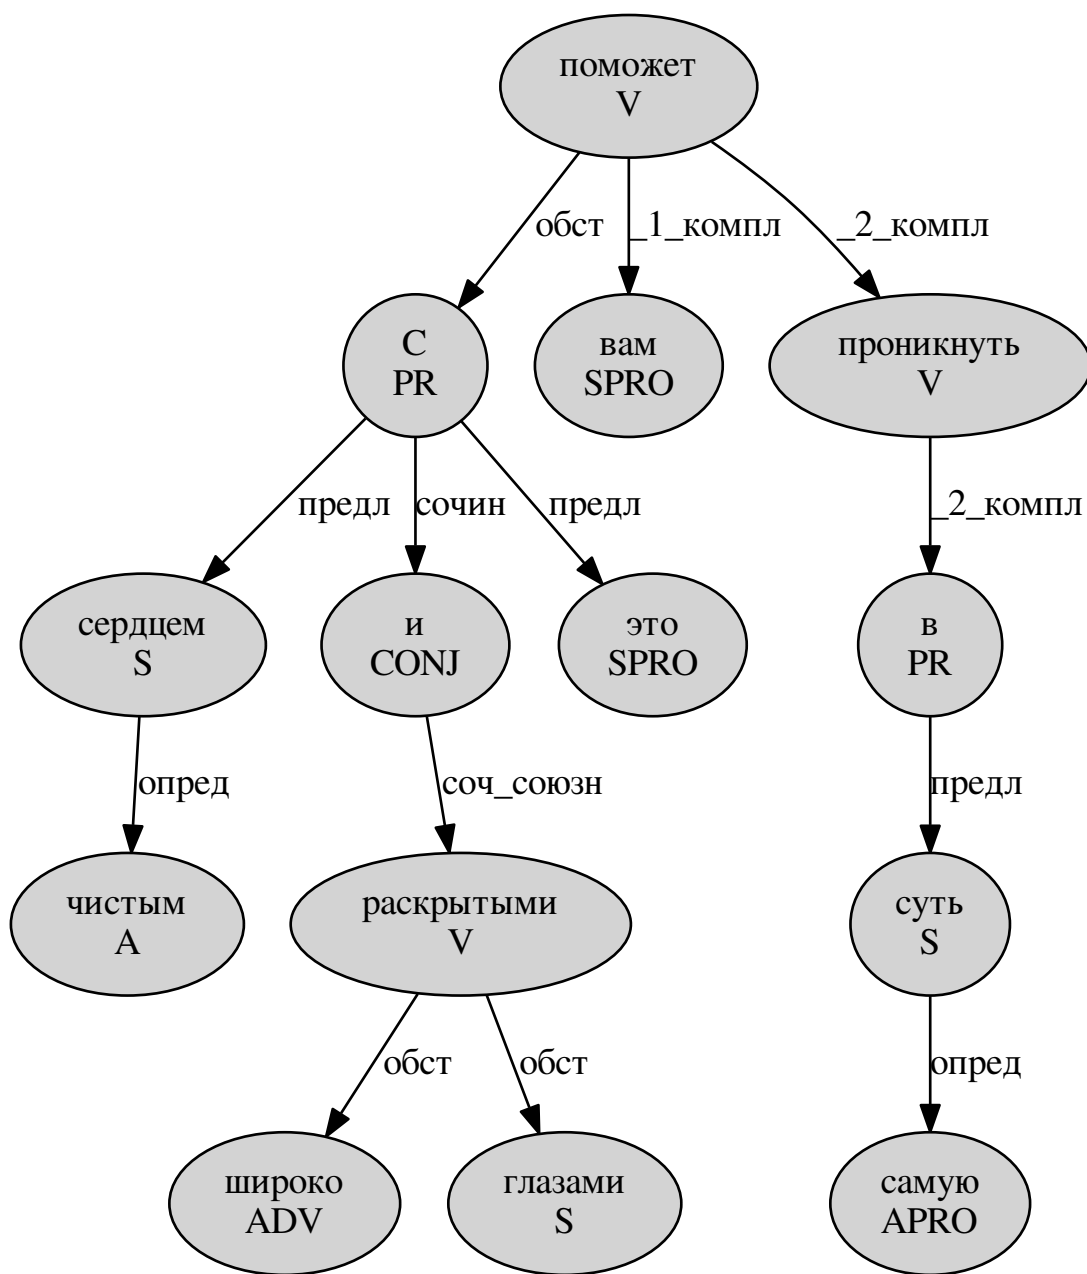 поможет
V
обст
_1_компл
_2_компл
С
PR
вам
SPRO
проникнуть
V
предл
сочин
предл
_2_компл
сердцем
S
и
CONJ
это
SPRO
в
PR
опред
соч_союзн
предл
чистым
A
раскрытыми
V
суть
S
обст
обст
опред
широко
ADV
глазами
S
самую
APRO